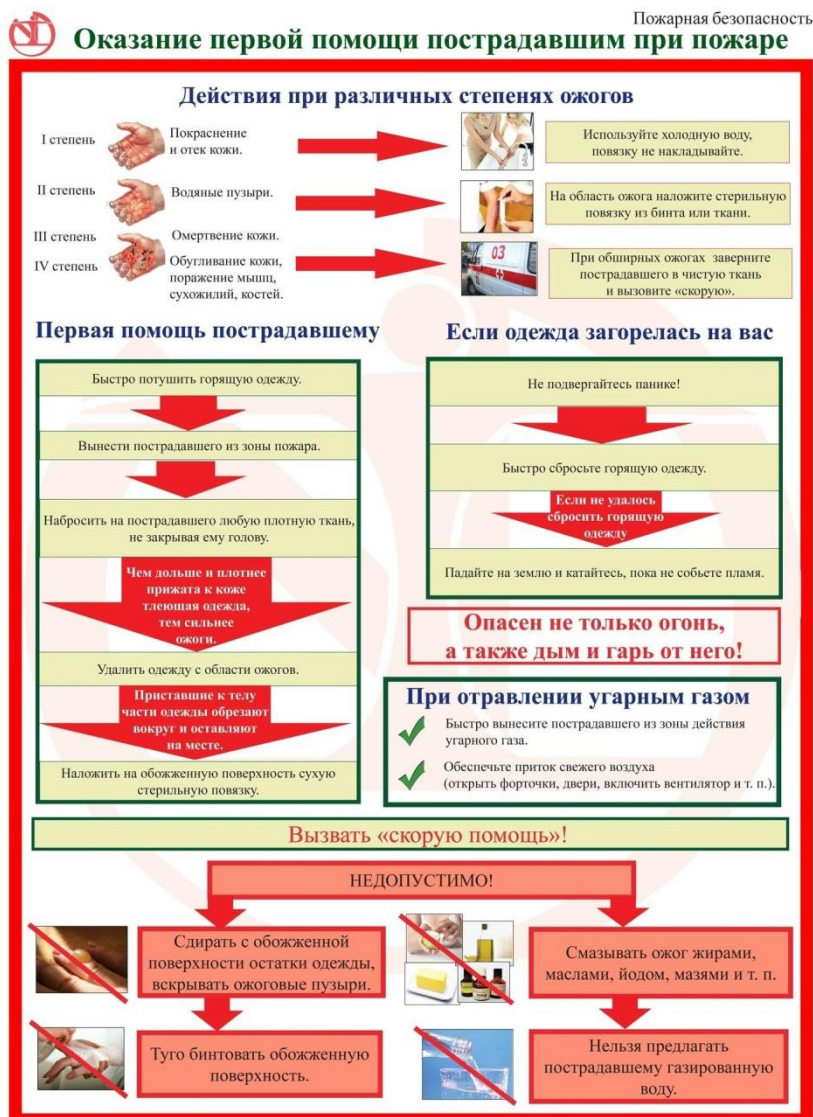 Пожарная безопасность
Оказание первой помощи пострадавшим при пожаре
Действия при различных степенях ожогов
I степень
Покраснение
и отек кожи.
Используйте холодную воду,
повязку не накладывайте.
II степень
Водяные пузыри.
На область ожога наложите стерильную
повязку из бинта или ткани.
III степень
Омертвение кожи.
IV степень
Обугливание кожи,
поражение мышц,
сухожилий, костей.
03
При обширных ожогах заверните
пострадавшего в чистую ткань
и вызовите «скорую».
Первая помощь пострадавшему
Быстро потушить горящую одежду.
Вынести пострадавшего из зоны пожара.
Набросить на пострадавшего любую плотную ткань,
не закрывая ему голову.
Чем дольше и плотнее
прижата к коже
тлеющая одежда,
тем сильнее
ожоги.
Удалить одежду с области ожогов.
Приставшие к телу
части одежды обрезают
вокруг и оставляют
на месте.
Наложить на обожженную поверхность сухую
стерильную повязку.
Если одежда загорелась на вас
Не подвергайтесь панике!
Быстро сбросьте горящую одежду.
Если не удалось
сбросить горящую
одежду
Падайте на землю и катайтесь, пока не собьете пламя.
Опасен не только огонь,
а также дым и гарь от него!
При отравлении угарным газом
Быстро вынесите пострадавшего из зоны действия
угарного газа.
Обеспечьте приток свежего воздуха
(открыть форточки, двери, включить вентилятор и т. п.).
Вызвать «скорую помощь»!
НЕДОПУСТИМО!
Сдирать с обожженной
поверхности остатки одежды,
вскрывать ожоговые пузыри.
Туго бинтовать обожженную
поверхность.
Смазывать ожог жирами,
маслами, йодом, мазями и т. п.
Нельзя предлагать
пострадавшему газированную
воду.